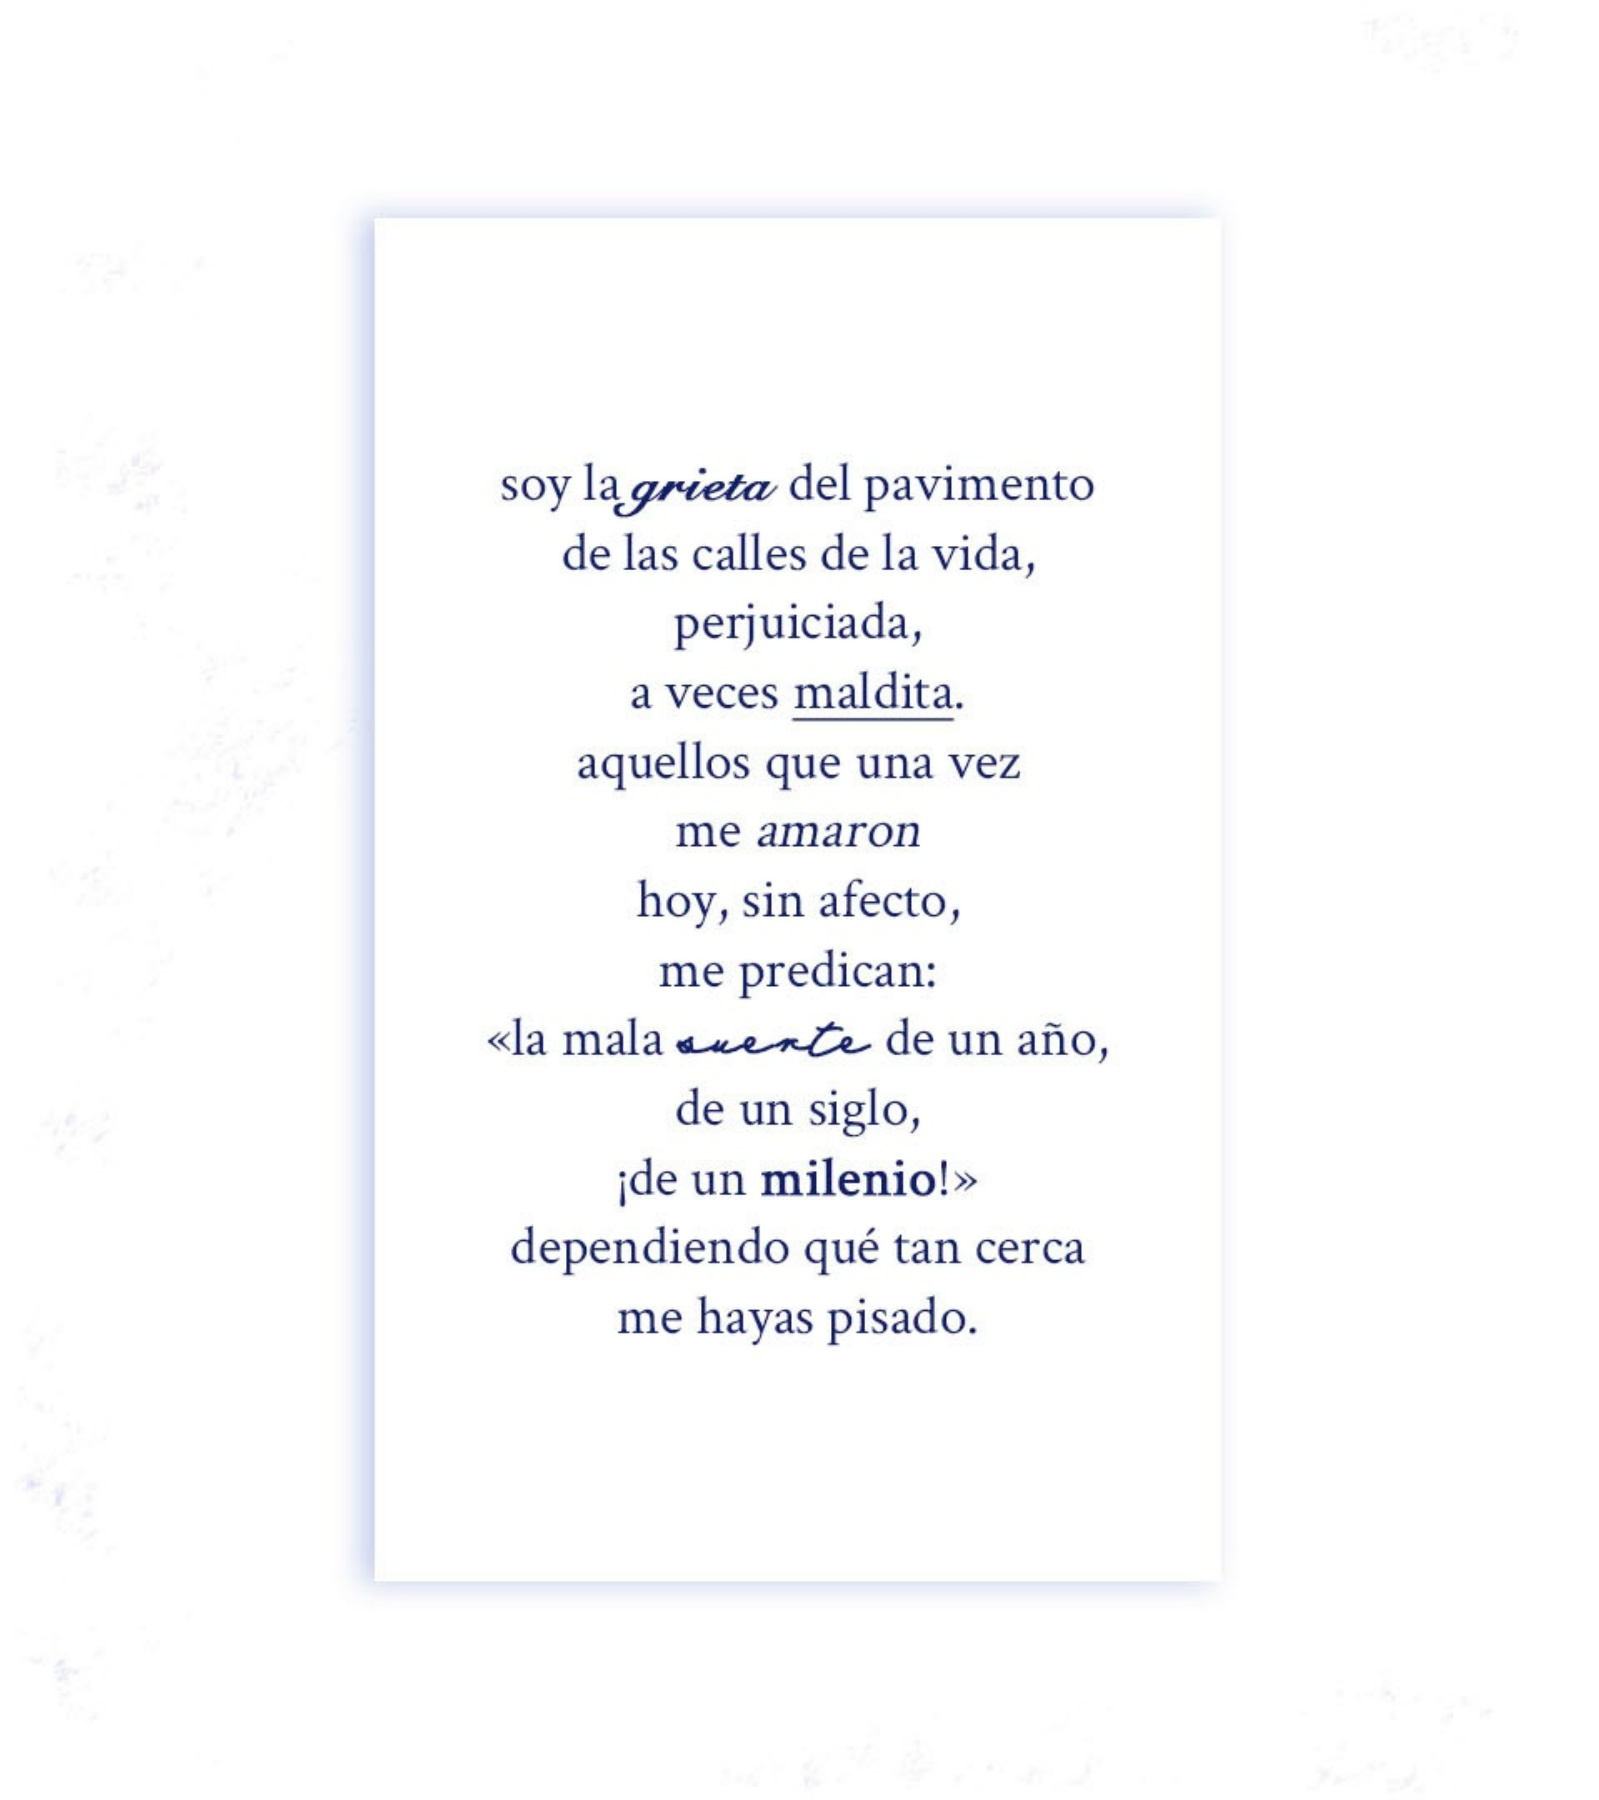 soy la grieta del pavimento
de las calles de la vida,
perjuiciada,
a veces maldita.
aquellos que una vez
me amaron
hoy, sin afecto,
me predican:
«la mala suerte de un año,
de un siglo,
¡de un milenio!»
dependiendo qué tan cerca
me hayas pisado.